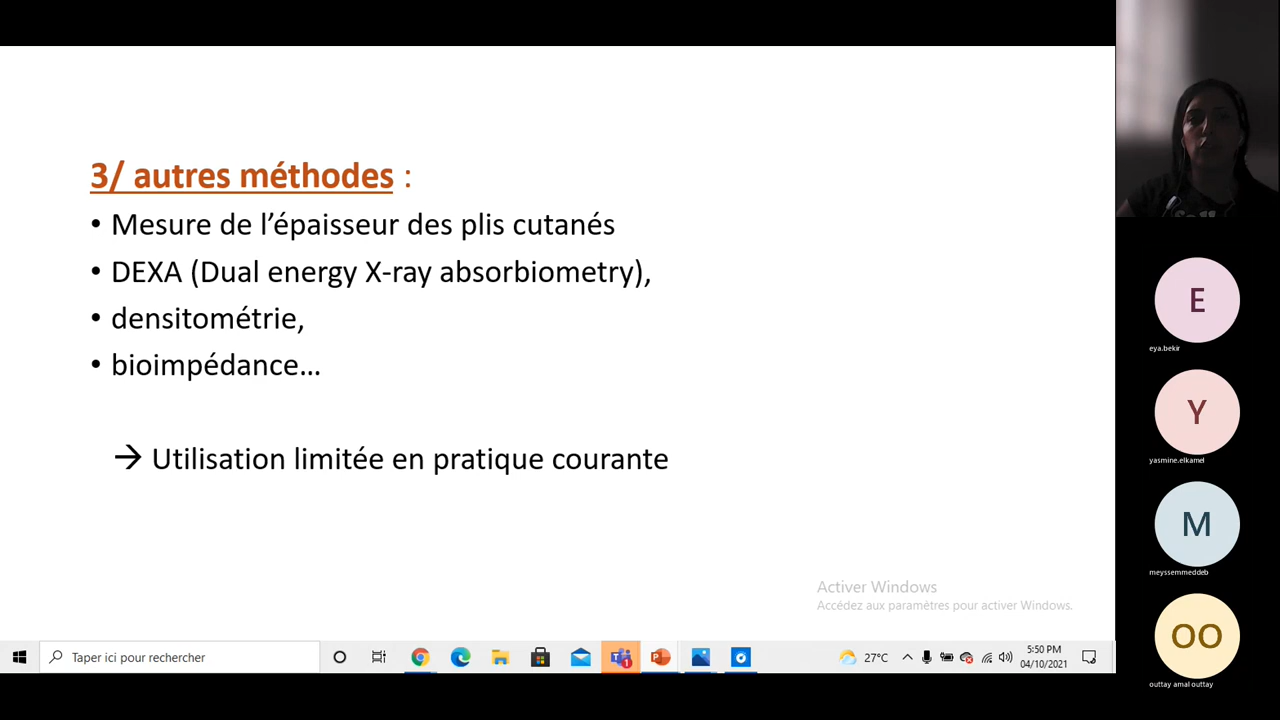 3/ autres méthodes :
• Mesure de l’épaisseur des plis cutanés
• DEXA (Dual energy X-ray absorbiometry),
• densitométrie,
• bioimpédance...
→ Utilisation limitée en pratique courante
Activer Windows
Accédez aux paramètres pour activer Windows.
Taper ici pour rechercher
1
27°C
5:50 PM
04/10/2021
E
eya.bekir
Y
yasmine.elkamel
M
meyssemmeddeb
OO
outtay amal outtay